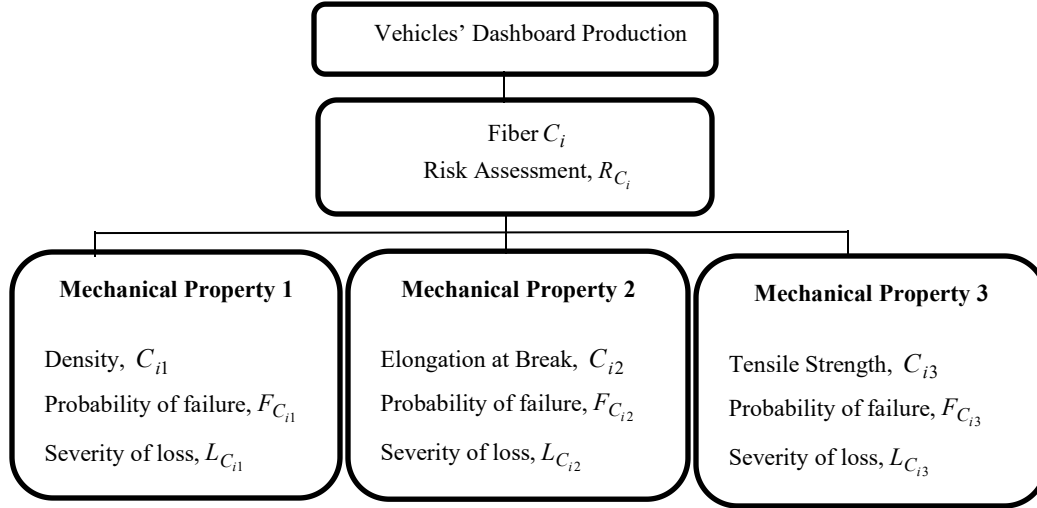 Vehicles’ Dashboard Production
Fiber C_i
Risk Assessment, R_{C_i}
Mechanical Property 1
Density, C_{i1}
Probability of failure, F_{C_{i1}}
Severity of loss, L_{C_{i1}}
Mechanical Property 2
Elongation at Break, C_{i2}
Probability of failure, F_{C_{i2}}
Severity of loss, L_{C_{i2}}
Mechanical Property 3
Tensile Strength, C_{i3}
Probability of failure, F_{C_{i3}}
Severity of loss, L_{C_{i3}}